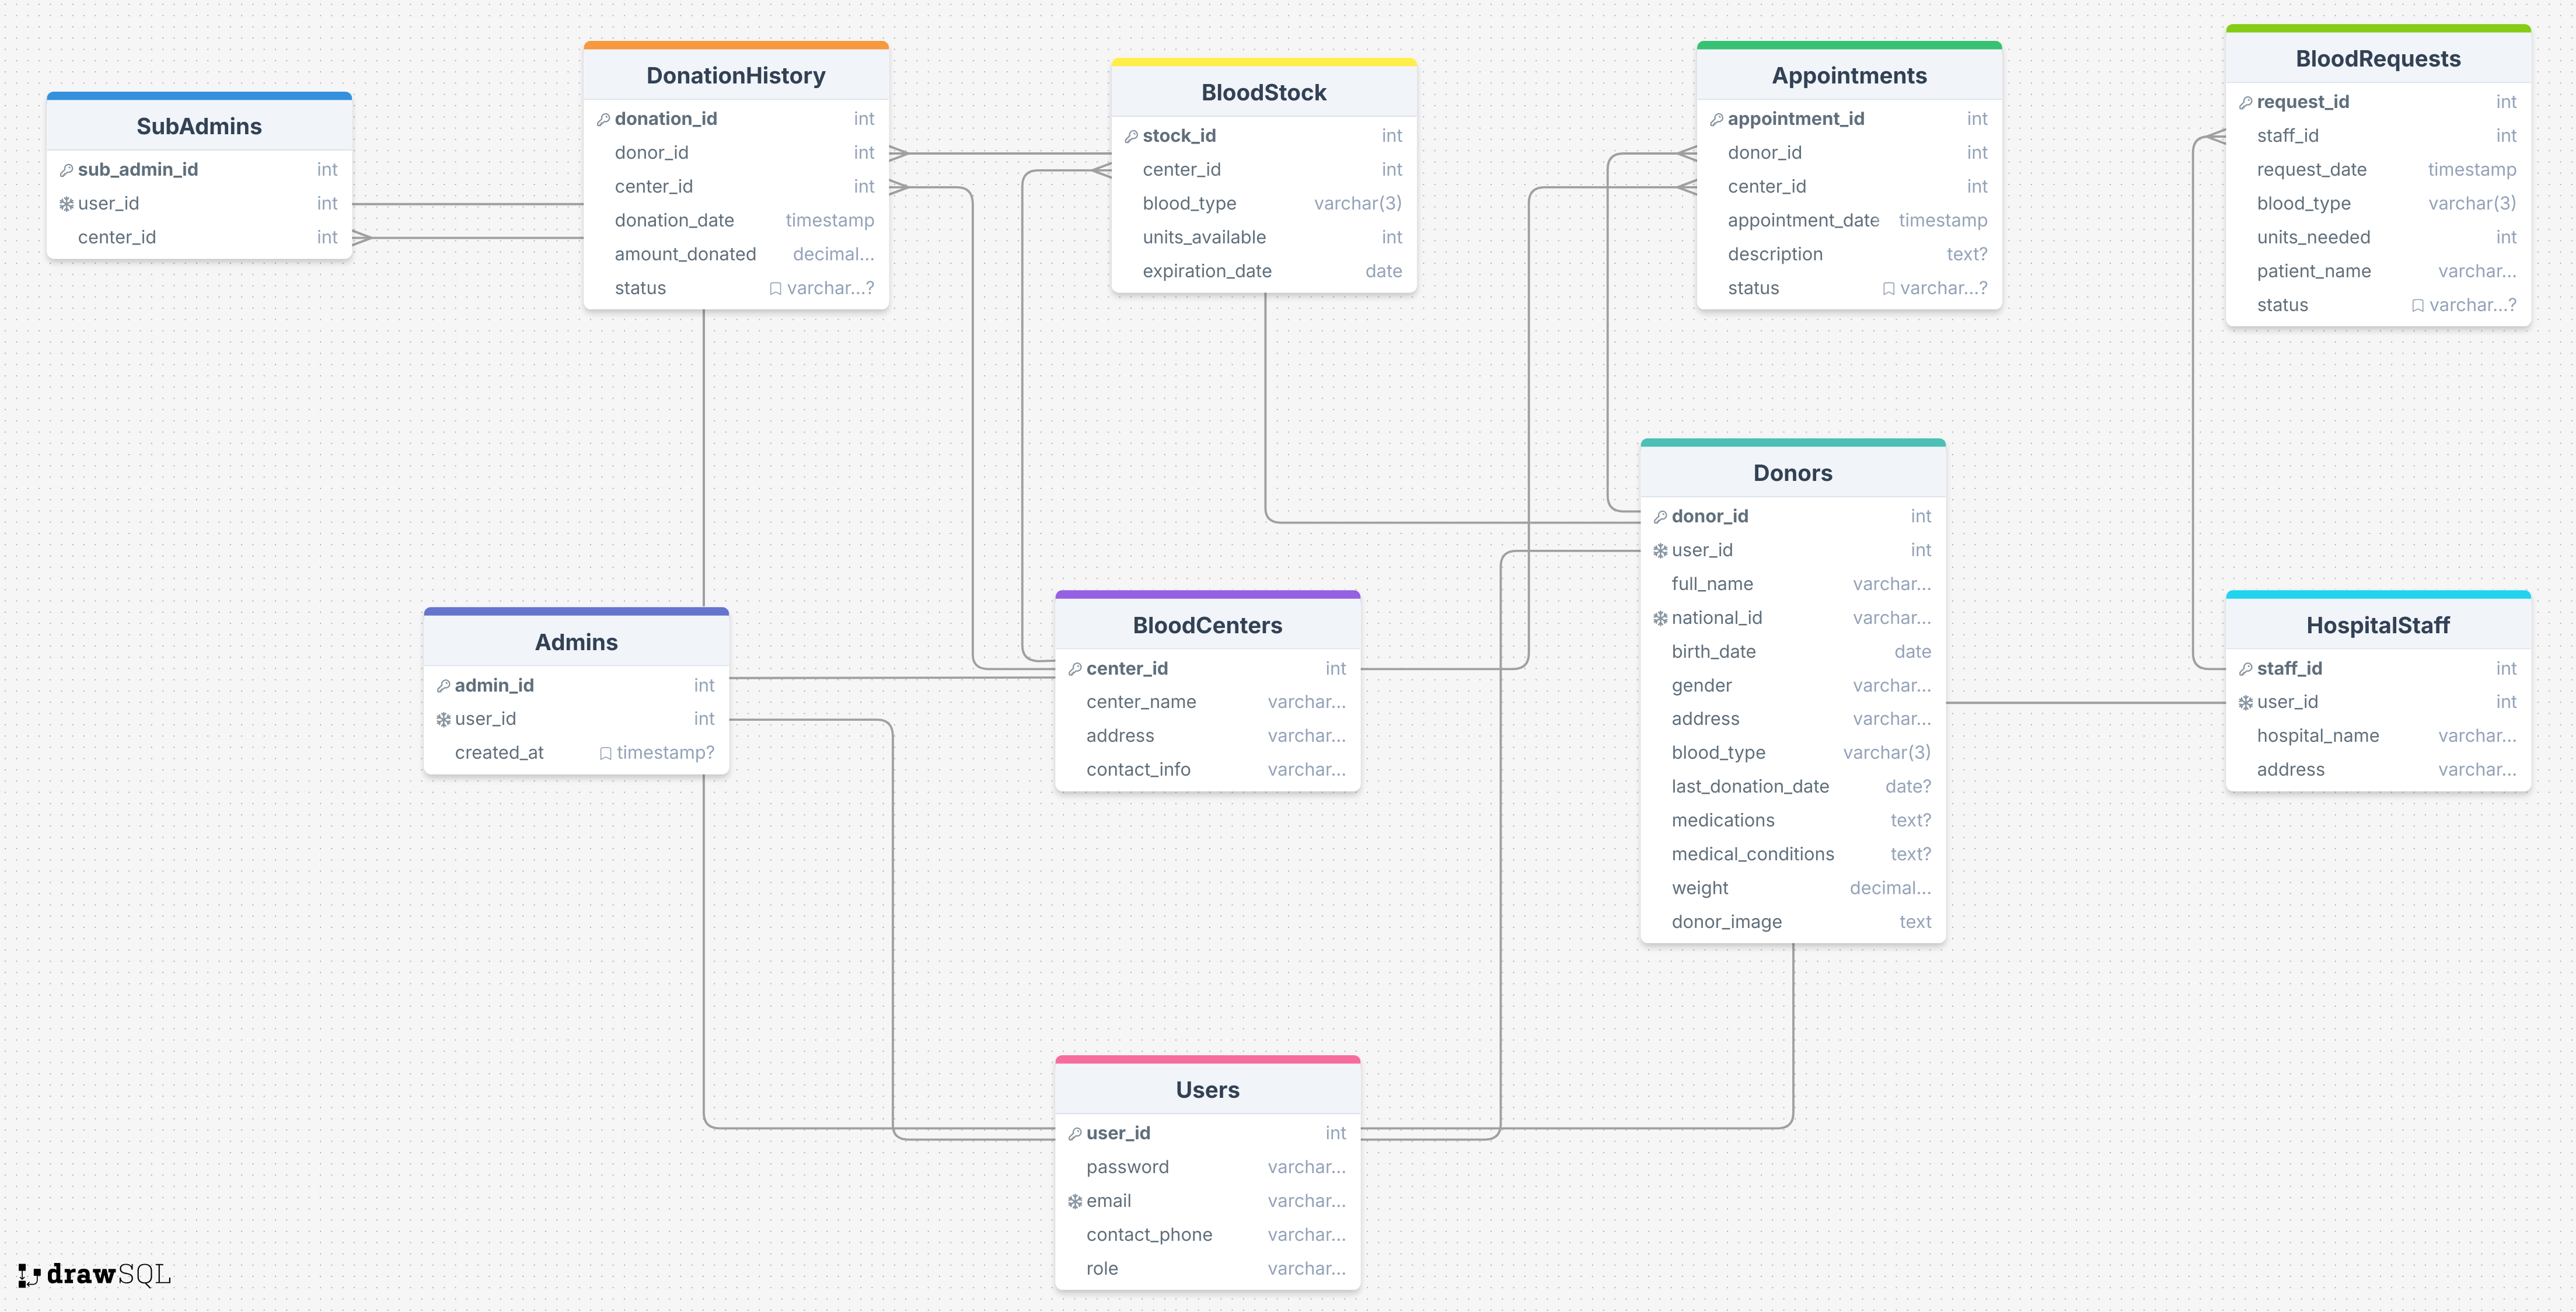 SubAdmins
sub_admin_id int
user_id int
center_id int
DonationHistory
donation_id int
donor_id int
center_id int
donation_date timestamp
amount_donated decimal...
status varchar...?
BloodStock
stock_id int
center_id int
blood_type varchar(3)
units_available int
expiration_date date
Appointments
appointment_id int
donor_id int
center_id int
appointment_date timestamp
description text?
status varchar...?
BloodRequests
request_id int
staff_id int
request_date timestamp
blood_type varchar(3)
units_needed int
patient_name varchar...
status varchar...?
Admins
admin_id int
user_id int
created_at timestamp?
BloodCenters
center_id int
center_name varchar...
address varchar...
contact_info varchar...
Donors
donor_id int
user_id int
full_name varchar...
national_id varchar...
birth_date date
gender varchar...
address varchar...
blood_type varchar(3)
last_donation_date date?
medications text?
medical_conditions text?
weight decimal...
donor_image text
HospitalStaff
staff_id int
user_id int
hospital_name varchar...
address varchar...
Users
user_id int
password varchar...
email varchar...
contact_phone varchar...
role varchar...
drawSQL